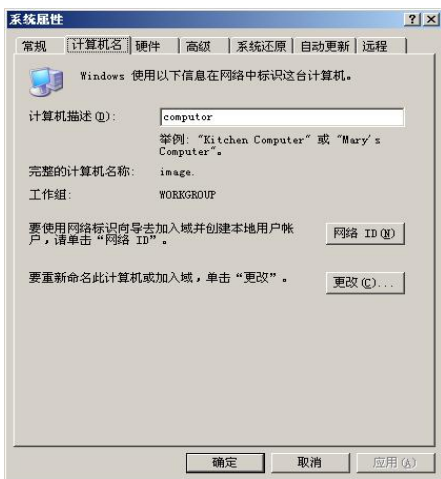 系统属性
常规 计算机名 硬件 高级 系统还原 自动更新 远程
Windows 使用以下信息在网络中标识这台计算机。
计算机描述(D): computor
举例: "Kitchen Computer" 或 "Mary's
Computer"。
完整的计算机名称: image.
工作组: WORKGROUP
要使用网络标识向导去加入域并创建本地用户帐
户,请单击“网络 ID”。
网络 ID(N)
要重新命名此计算机或加入域,单击“更改”。
更改(C)...
确定 取消 应用(A)